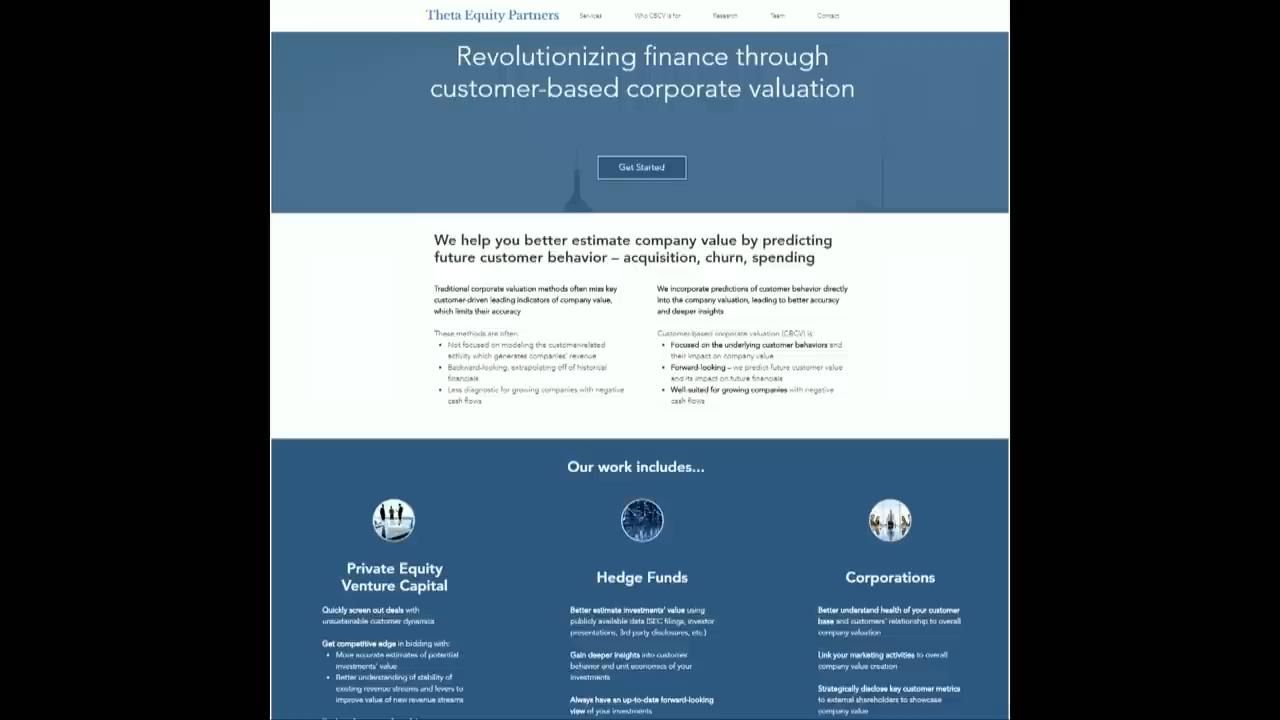 Theta Equity Partners
Services
Who CBCV is for
Research
Team
Contact
Revolutionizing finance through
customer-based corporate valuation
Get Started
We help you better estimate company value by predicting
future customer behavior – acquisition, churn, spending
Traditional corporate valuation methods often miss key
customer-driven leading indicators of company value,
which limits their accuracy
These methods are often:
• Not focused on modeling the customer-related
activity which generates companies' revenue
• Backward-looking, extrapolating off of historical
financials
• Less diagnostic for growing companies with negative
cash flows
We incorporate predictions of customer behavior directly
into the company valuation, leading to better accuracy
and deeper insights
Customer-based corporate valuation (CBCV) is:
• Focused on the underlying customer behaviors and
their impact on company value
• Forward-looking – we predict future customer value
and its impact on future financials
• Well-suited for growing companies with negative
cash flows
Our work includes...
Private Equity
Venture Capital
Quickly screen out deals with
unsustainable customer dynamics
Get competitive edge in bidding with:
• More accurate estimates of potential
investments' value
• Better understanding of stability of
existing revenue streams and levers to
improve value of new revenue streams
Hedge Funds
Better estimate investments' value using
publicly available data (SEC filings, investor
presentations, 3rd party disclosures, etc.)
Gain deeper insights into customer
behavior and unit economics of your
investments
Always have an up-to-date forward-looking
view of your investments
Corporations
Better understand health of your customer
base and customers' relationship to overall
company valuation
Link your marketing activities to overall
company value creation
Strategically disclose key customer metrics
to external shareholders to showcase
company value